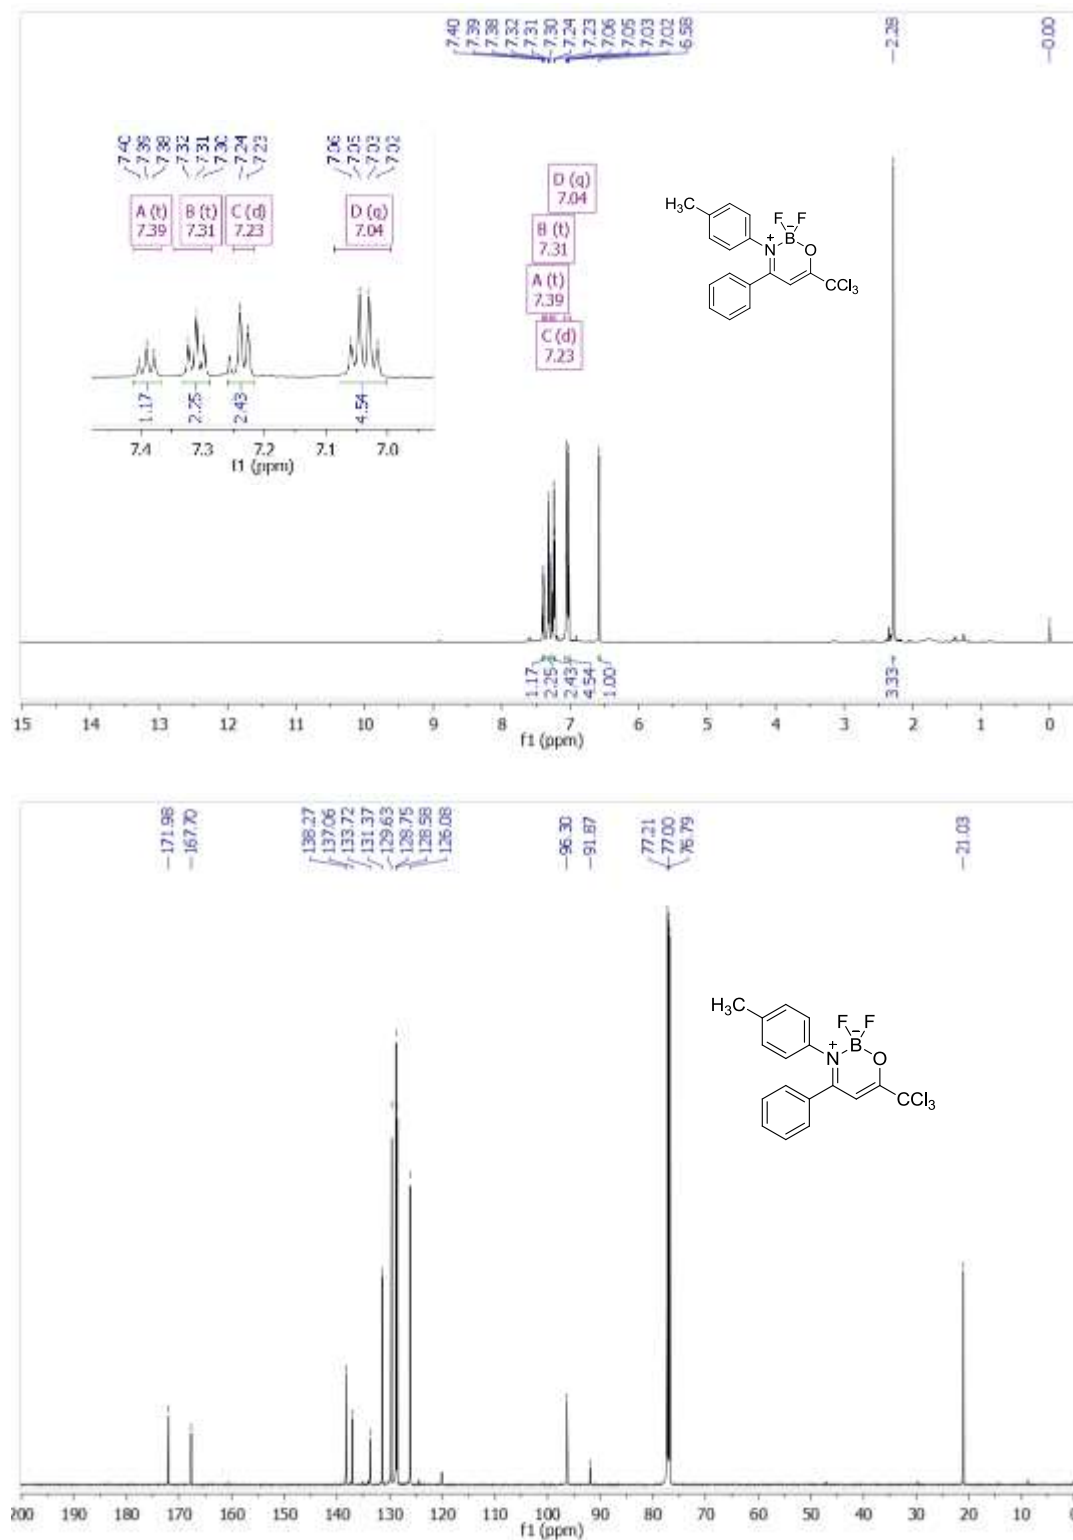 7.40
7.39
7.38
7.32
7.31
7.30
7.24
7.23
7.06
7.05
7.03
7.02
6.58
2.28
0.00
7.40
7.39
7.38
7.32
7.31
7.30
7.24
7.23
7.06
7.05
7.03
7.02
A (t)
7.39
B (t)
7.31
C (d)
7.23
D (q)
7.04
D (q)
7.04
B (t)
7.31
A (t)
7.39
C (d)
7.23
H3C
F F
N + B − O
CCl3
1.17
2.25
2.43
4.54
7.4 7.3 7.2 7.1 7.0
f1 (ppm)
1.17
2.25
2.43
4.54
1.00
3.33
15 14 13 12 11 10 9 8 7 6 5 4 3 2 1 0
f1 (ppm)
171.98
167.70
138.27
137.06
133.72
131.37
129.63
128.75
128.58
126.08
96.30
91.87
77.21
77.00
76.79
21.03
H3C
F F
N + B − O
CCl3
200 190 180 170 160 150 140 130 120 110 100 90 80 70 60 50 40 30 20 10 0
f1 (ppm)